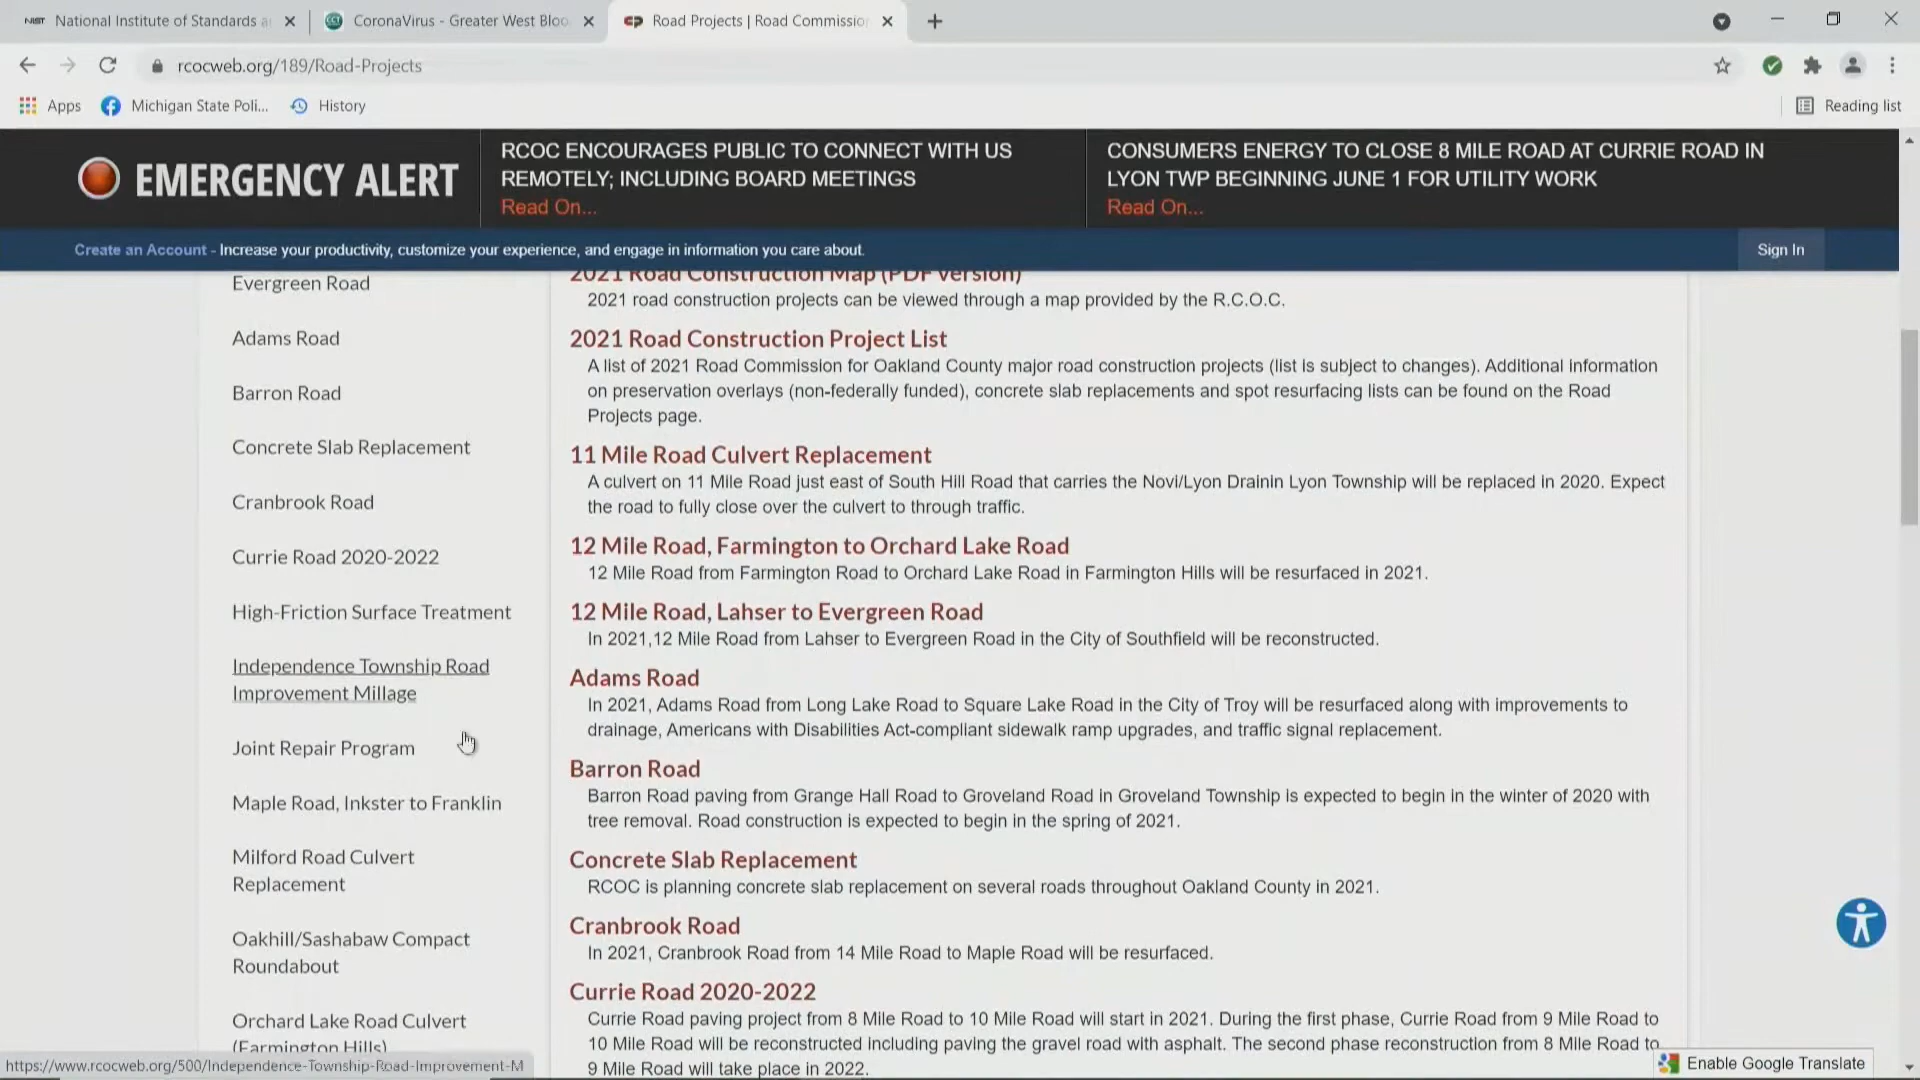 NIST National Institute of Standards a
CoronaVirus - Greater West Bloo
Road Projects | Road Commissio
rcocweb.org/189/Road-Projects
Apps Michigan State Poli... History Reading list
EMERGENCY ALERT
RCOC ENCOURAGES PUBLIC TO CONNECT WITH US
REMOTELY; INCLUDING BOARD MEETINGS
Read On...
CONSUMERS ENERGY TO CLOSE 8 MILE ROAD AT CURRIE ROAD IN
LYON TWP BEGINNING JUNE 1 FOR UTILITY WORK
Read On...
Create an Account - Increase your productivity, customize your experience, and engage in information you care about. Sign In
Evergreen Road
Adams Road
Barron Road
Concrete Slab Replacement
Cranbrook Road
Currie Road 2020-2022
High-Friction Surface Treatment
Independence Township Road
Improvement Millage
Joint Repair Program
Maple Road, Inkster to Franklin
Milford Road Culvert
Replacement
Oakhill/Sashabaw Compact
Roundabout
Orchard Lake Road Culvert
(Farmington Hills)
2021 Road Construction Map (PDF version)
2021 road construction projects can be viewed through a map provided by the R.C.O.C.
2021 Road Construction Project List
A list of 2021 Road Commission for Oakland County major road construction projects (list is subject to changes). Additional information
on preservation overlays (non-federally funded), concrete slab replacements and spot resurfacing lists can be found on the Road
Projects page.
11 Mile Road Culvert Replacement
A culvert on 11 Mile Road just east of South Hill Road that carries the Novi/Lyon Drainin Lyon Township will be replaced in 2020. Expect
the road to fully close over the culvert to through traffic.
12 Mile Road, Farmington to Orchard Lake Road
12 Mile Road from Farmington Road to Orchard Lake Road in Farmington Hills will be resurfaced in 2021.
12 Mile Road, Lahser to Evergreen Road
In 2021,12 Mile Road from Lahser to Evergreen Road in the City of Southfield will be reconstructed.
Adams Road
In 2021, Adams Road from Long Lake Road to Square Lake Road in the City of Troy will be resurfaced along with improvements to
drainage, Americans with Disabilities Act-compliant sidewalk ramp upgrades, and traffic signal replacement.
Barron Road
Barron Road paving from Grange Hall Road to Groveland Road in Groveland Township is expected to begin in the winter of 2020 with
tree removal. Road construction is expected to begin in the spring of 2021.
Concrete Slab Replacement
RCOC is planning concrete slab replacement on several roads throughout Oakland County in 2021.
Cranbrook Road
In 2021, Cranbrook Road from 14 Mile Road to Maple Road will be resurfaced.
Currie Road 2020-2022
Currie Road paving project from 8 Mile Road to 10 Mile Road will start in 2021. During the first phase, Currie Road from 9 Mile Road to
10 Mile Road will be reconstructed including paving the gravel road with asphalt. The second phase reconstruction from 8 Mile Road to
9 Mile Road will take place in 2022.
https://www.rcocweb.org/500/Independence-Township-Road-Improvement-M
Enable Google Translate